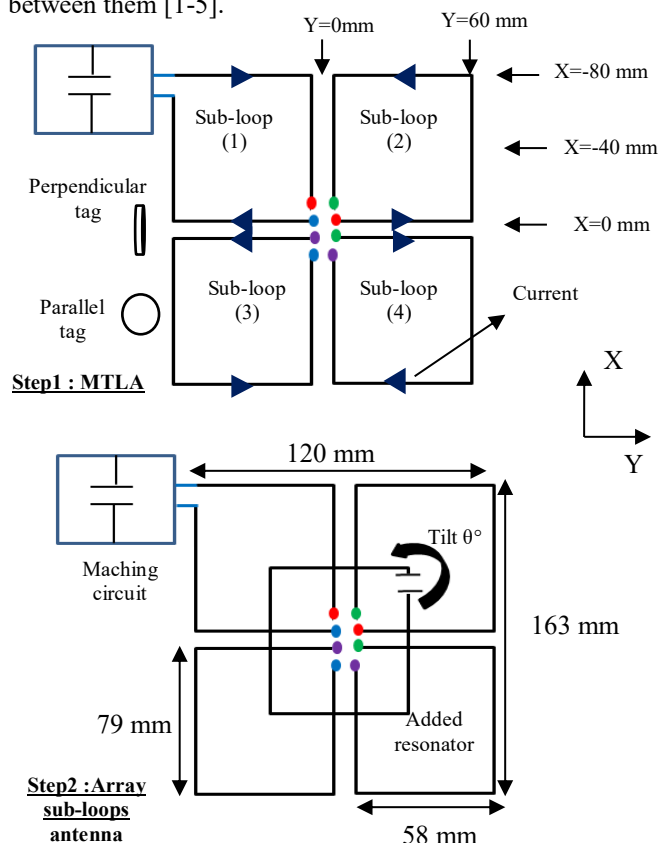 between them [1-5].
Y=0mm
Y=60 mm
X=-80 mm
Sub-loop
(1)
Sub-loop
(2)
X=-40 mm
Perpendicular
tag
X=0 mm
Sub-loop
(3)
Sub-loop
(4)
Current
Parallel
tag
Step1 : MTLA
X
Y
120 mm
Tilt θ°
Maching
circuit
163 mm
79 mm
Added
resonator
Step2 :Array
sub-loops
antenna
58 mm